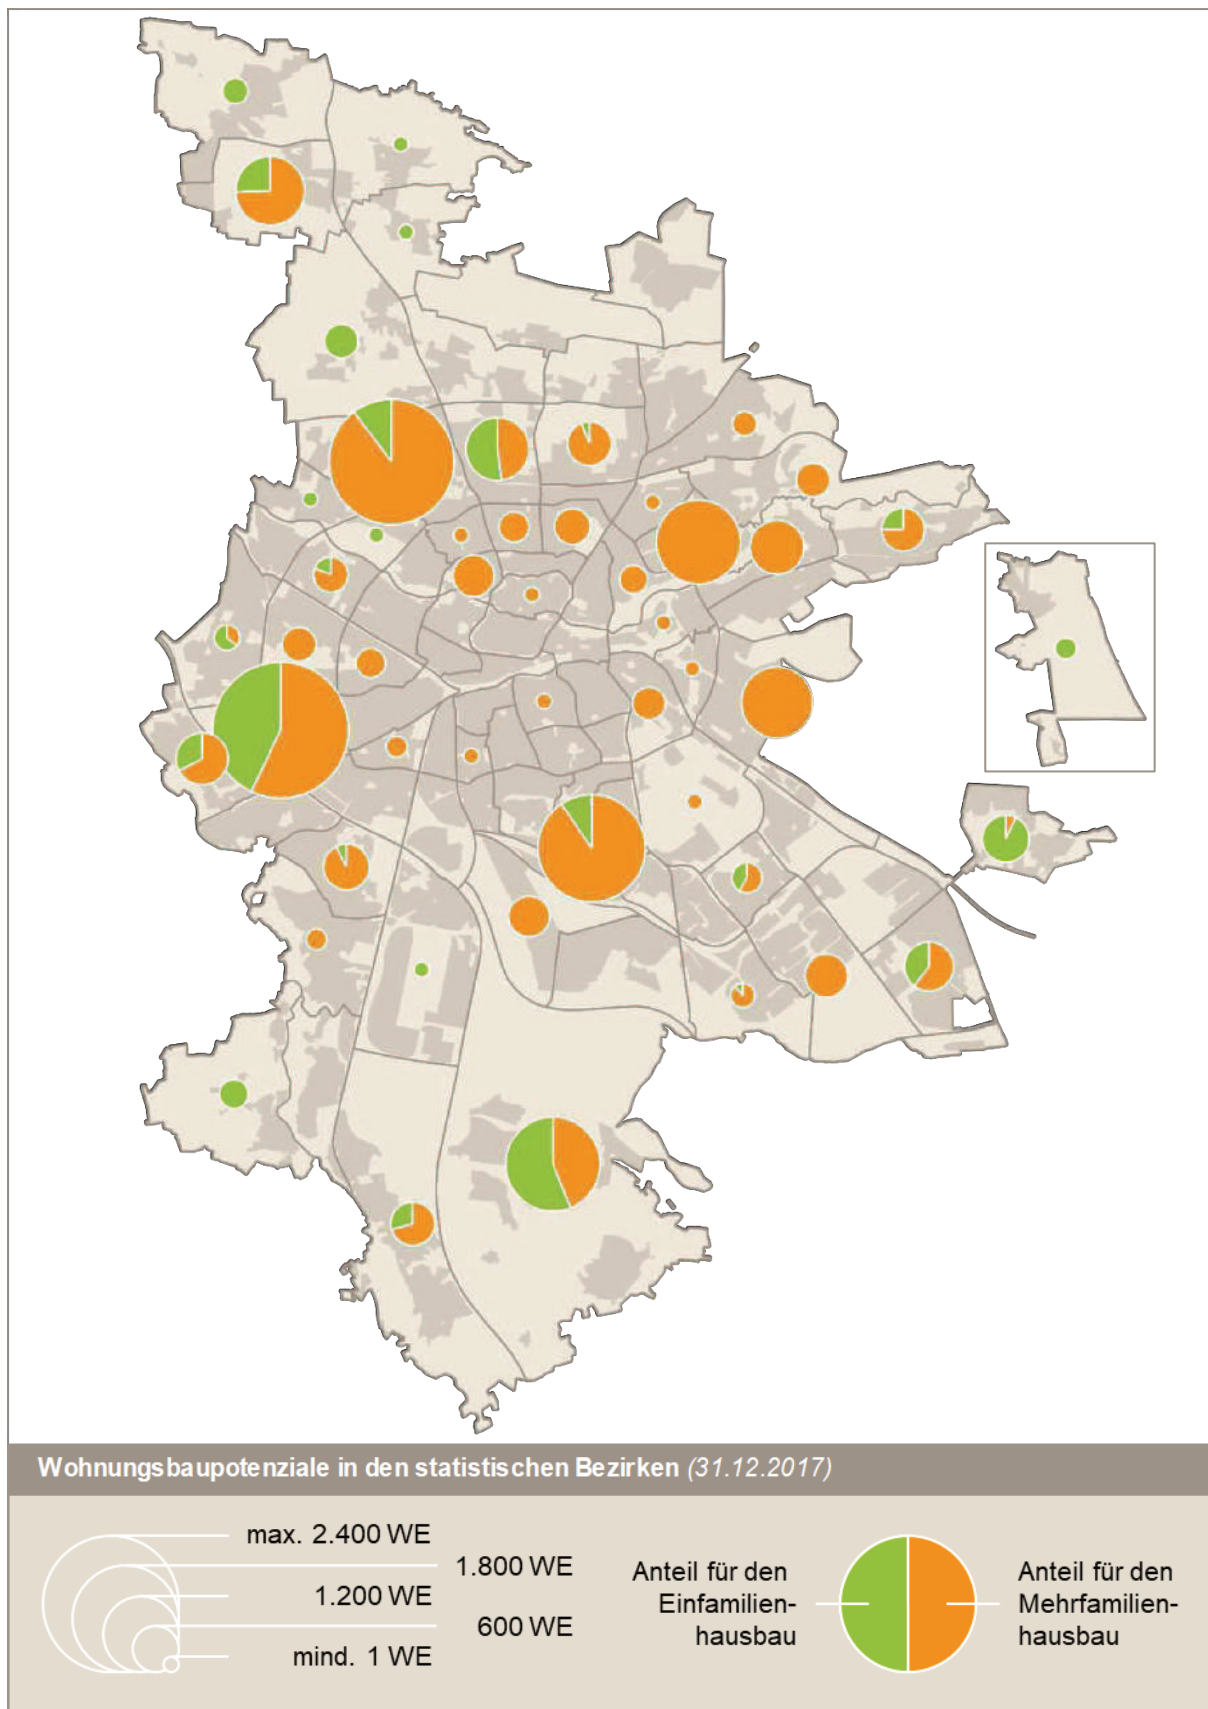 Wohnungsbaupotenziale in den statistischen Bezirken (31.12.2017)
max. 2.400 WE
1.800 WE
1.200 WE
600 WE
mind. 1 WE
Anteil für den
Einfamilien-
hausbau
Anteil für den
Mehrfamilien-
hausbau